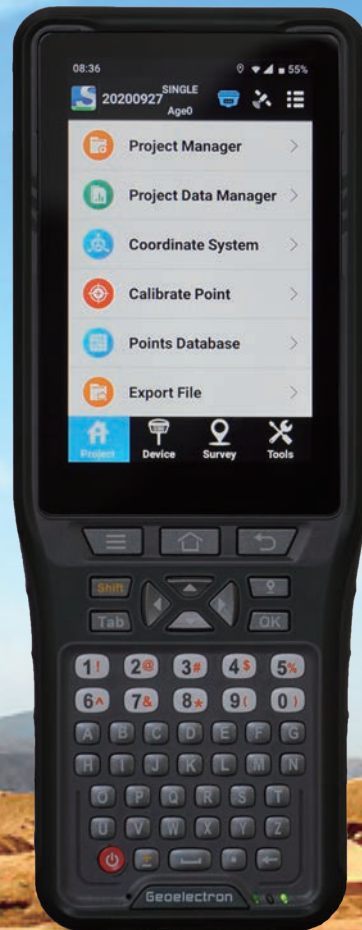 08:36 55%
20200927 SINGLE
Age0
Project Manager
Project Data Manager
Coordinate System
Calibrate Point
Points Database
Export File
Project Device Survey Tools
Shift
Tab OK
1! 2@ 3# 4$ 5%
6^ 7& 8* 9( 0)
A B C D E F G
H I J K L M N
O P Q R S T
U V W X Y Z
Geoelectron